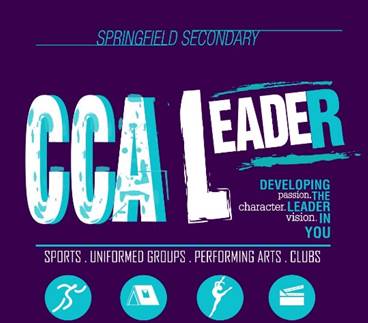 SPRINGFIELD SECONDARY
CCA LEADER
DEVELOPING
passion.THE
character.LEADER
vision.IN
YOU
SPORTS . UNIFORMED GROUPS . PERFORMING ARTS . CLUBS